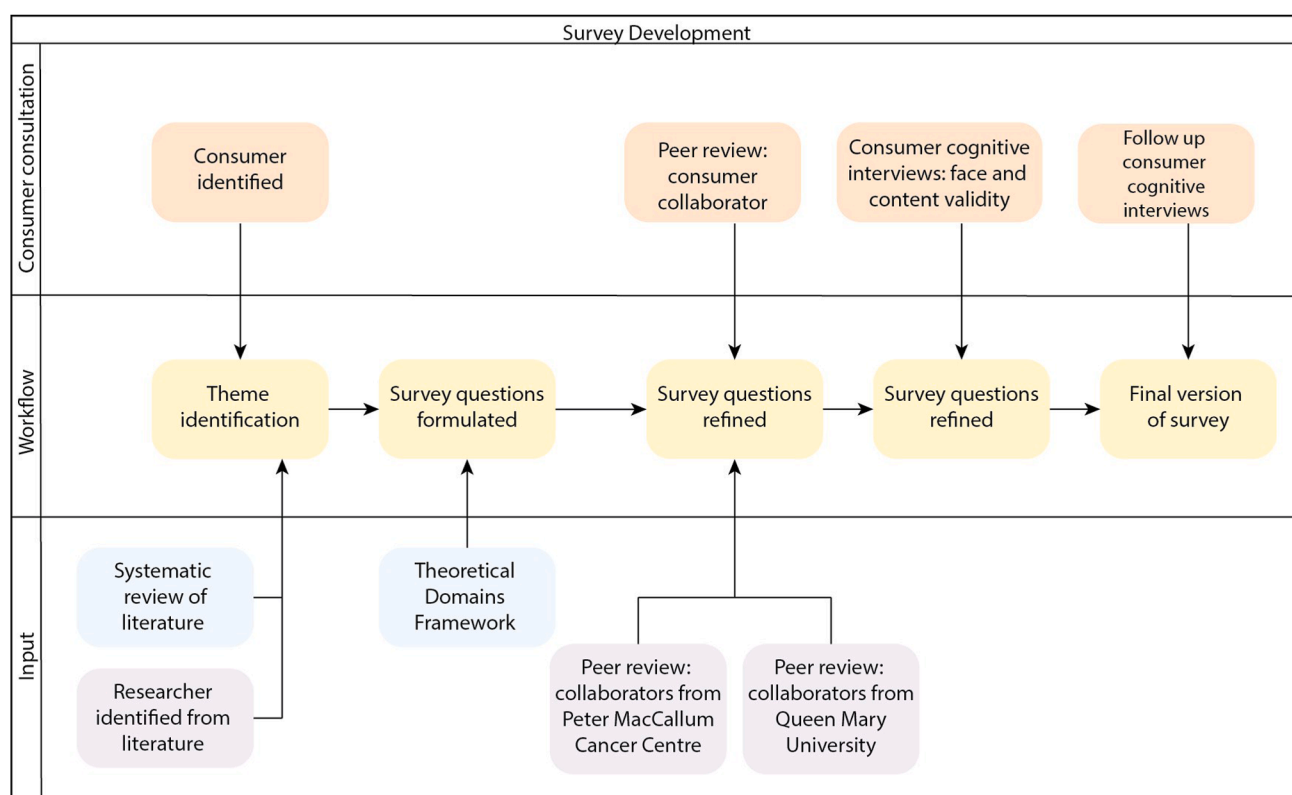 Survey Development
Consumer consultation
Consumer
identified
Peer review:
consumer
collaborator
Consumer cognitive
interviews: face and
content validity
Follow up
consumer
cognitive
interviews
Workflow
Theme
identification
Survey questions
formulated
Survey questions
refined
Survey questions
refined
Final version
of survey
Input
Systematic
review of
literature
Theoretical
Domains
Framework
Researcher
identified from
literature
Peer review:
collaborators from
Peter MacCallum
Cancer Centre
Peer review:
collaborators from
Queen Mary
University